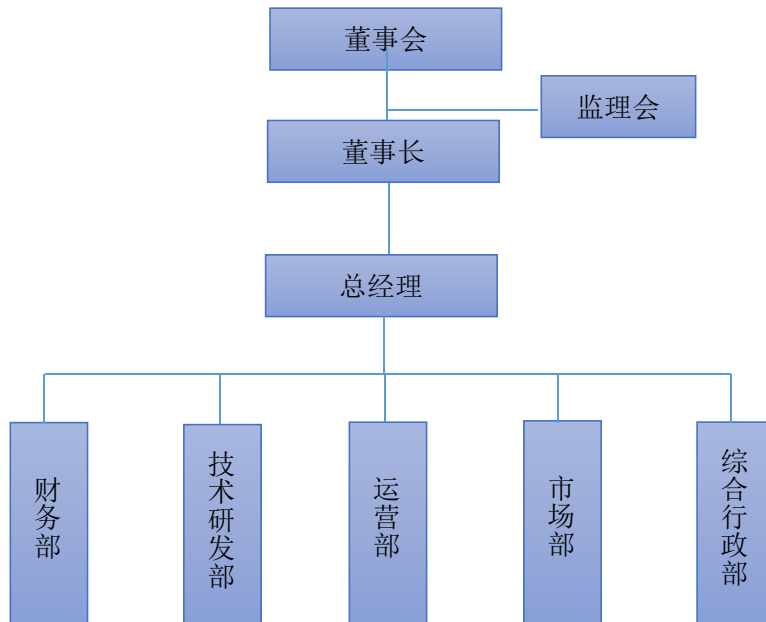 董事会
监理会
董事长
总经理
财务部
技术研发部
运营部
市场部
综合行政部